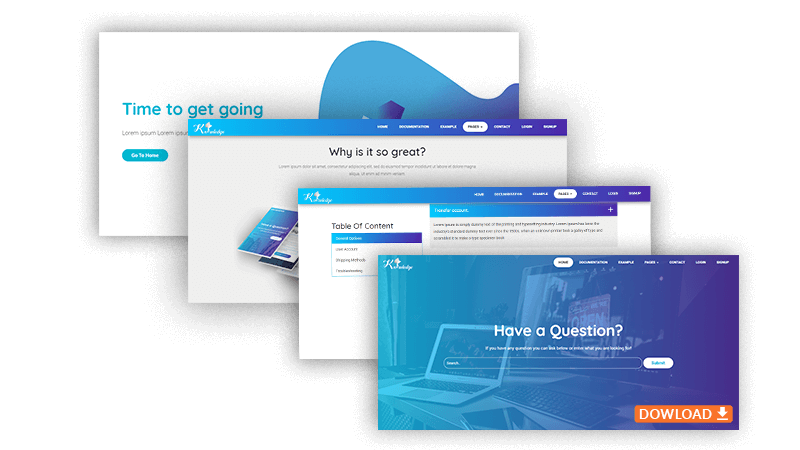 Time to get going
Lorem ipsum Lorem ipsu
Go To Home
Knowledge
HOME DOCUMENTATION EXAMPLE PAGES CONTACT LOGIN SIGNUP
Why is it so great?
Lorem ipsum dolor sit amet, consectetur adipiscing elit, sed do eiusmod tempor incididunt ut labore et dolore magna
aliqua. Ut enim ad minim veniam.
Have a Question?
Knowledge
HOME DOCUMENTATION EXAMPLE PAGES CONTACT LOGIN SIGNUP
Transfer account. +
Table Of Content
General Options
User Account
Shipping Methods
Troubleshooting
Lorem Ipsum is simply dummy text of the printing and typesetting industry. Lorem Ipsum has been the
industry's standard dummy text ever since the 1500s, when an unknown printer took a galley of type and
scrambled it to make a type specimen book.
Knowledge
HOME DOCUMENTATION EXAMPLE PAGES CONTACT LOGIN SIGNUP
OPEN
Have a Question?
If you have any question you can ask below or enter what you are looking for!
Search.
Submit
DOWLOAD